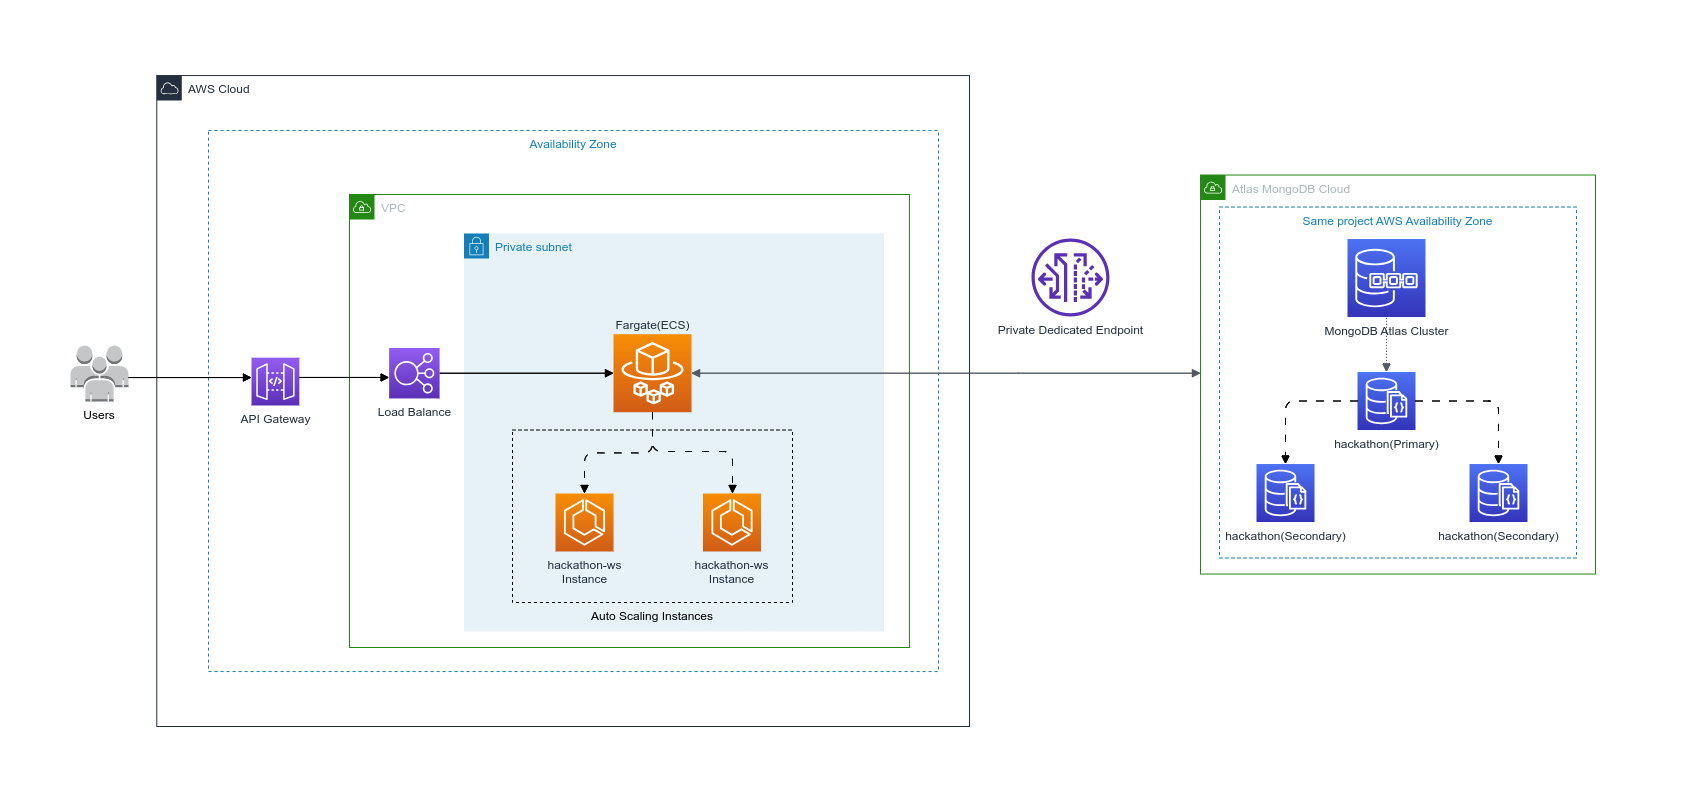 AWS Cloud
Availability Zone
VPC
Private subnet
Fargate(ECS)
Users
API Gateway
Load Balance
hackathon-ws
Instance
hackathon-ws
Instance
Auto Scaling Instances
Private Dedicated Endpoint
Atlas MongoDB Cloud
Same project AWS Availability Zone
MongoDB Atlas Cluster
hackathon(Primary)
hackathon(Secondary)
hackathon(Secondary)